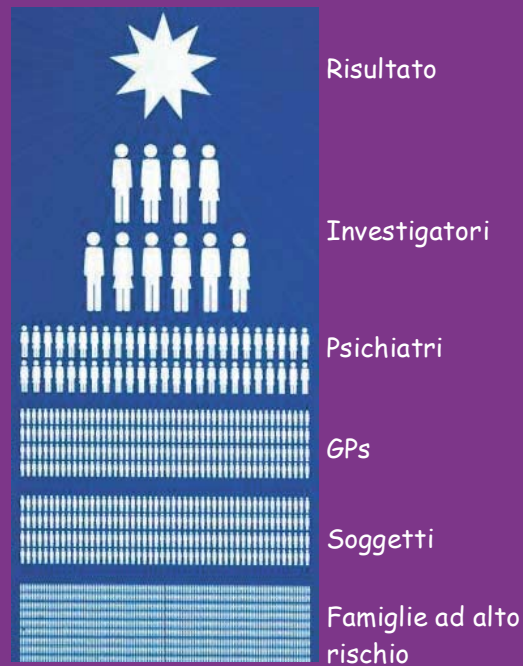 Risultato
Investigatori
Psichiatri
GPs
Soggetti
Famiglie ad alto
rischio